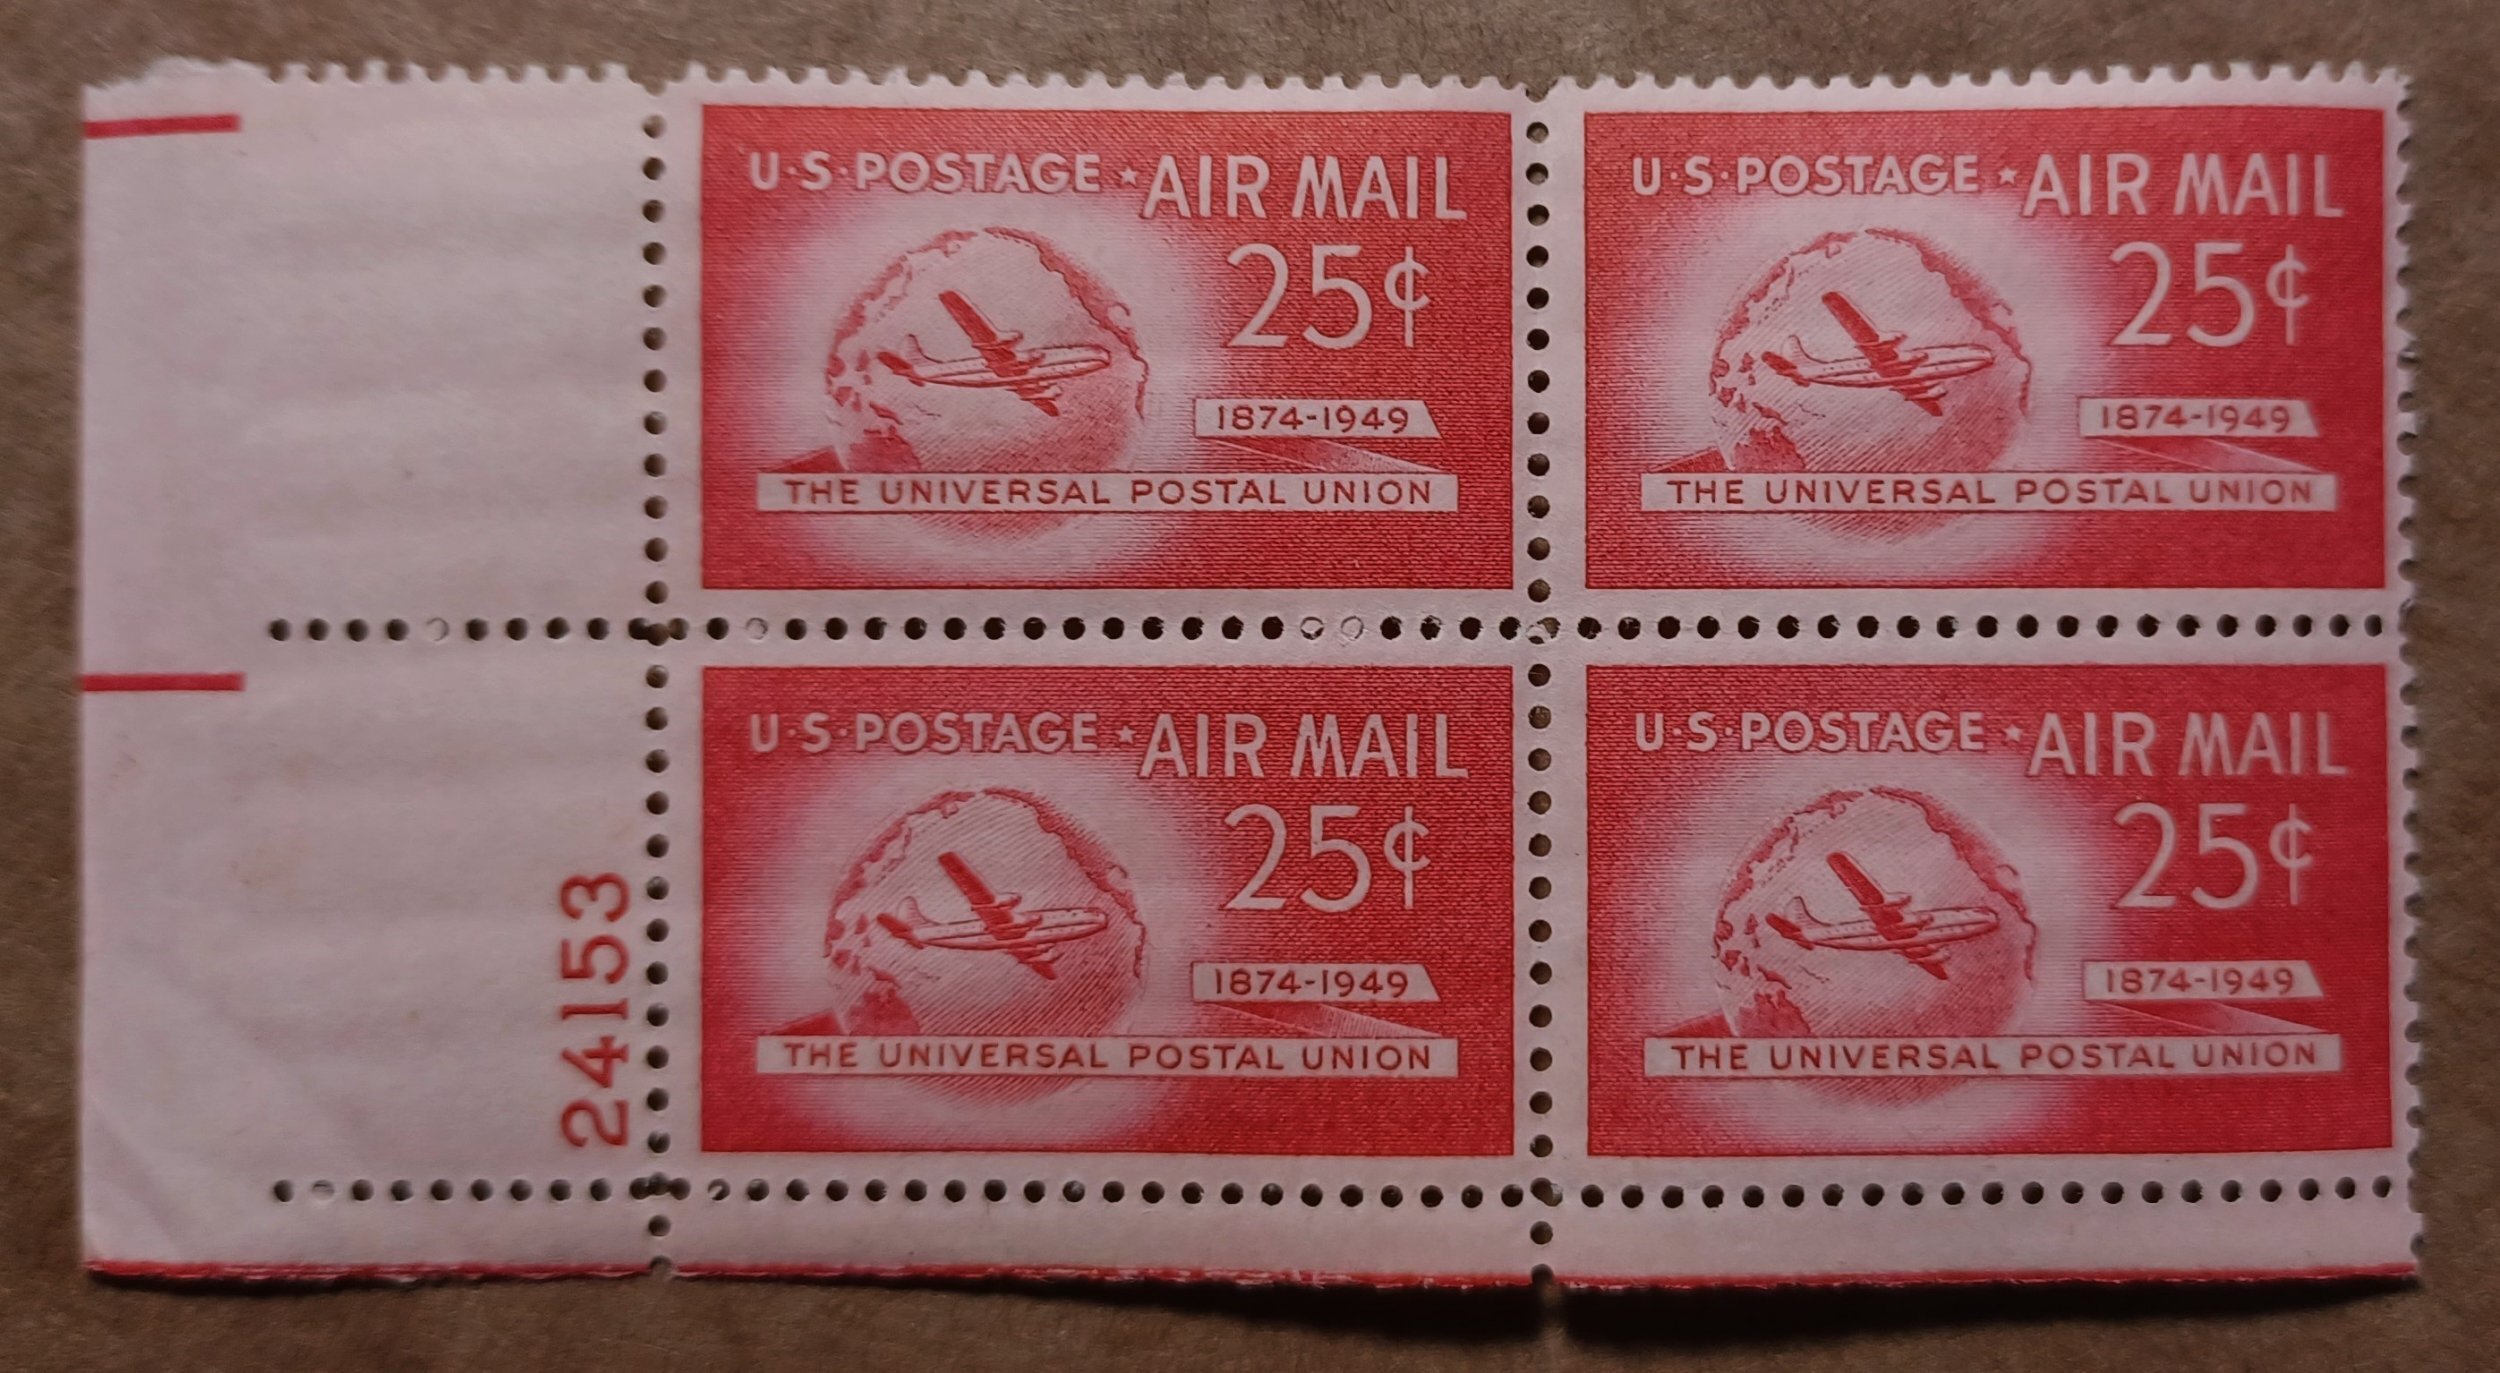 U·S·POSTAGE ★ AIR MAIL
25¢
1874-1949
THE UNIVERSAL POSTAL UNION
U·S·POSTAGE ★ AIR MAIL
25¢
1874-1949
THE UNIVERSAL POSTAL UNION
24153
U·S·POSTAGE ★ AIR MAIL
25¢
1874-1949
THE UNIVERSAL POSTAL UNION
U·S·POSTAGE ★ AIR MAIL
25¢
1874-1949
THE UNIVERSAL POSTAL UNION